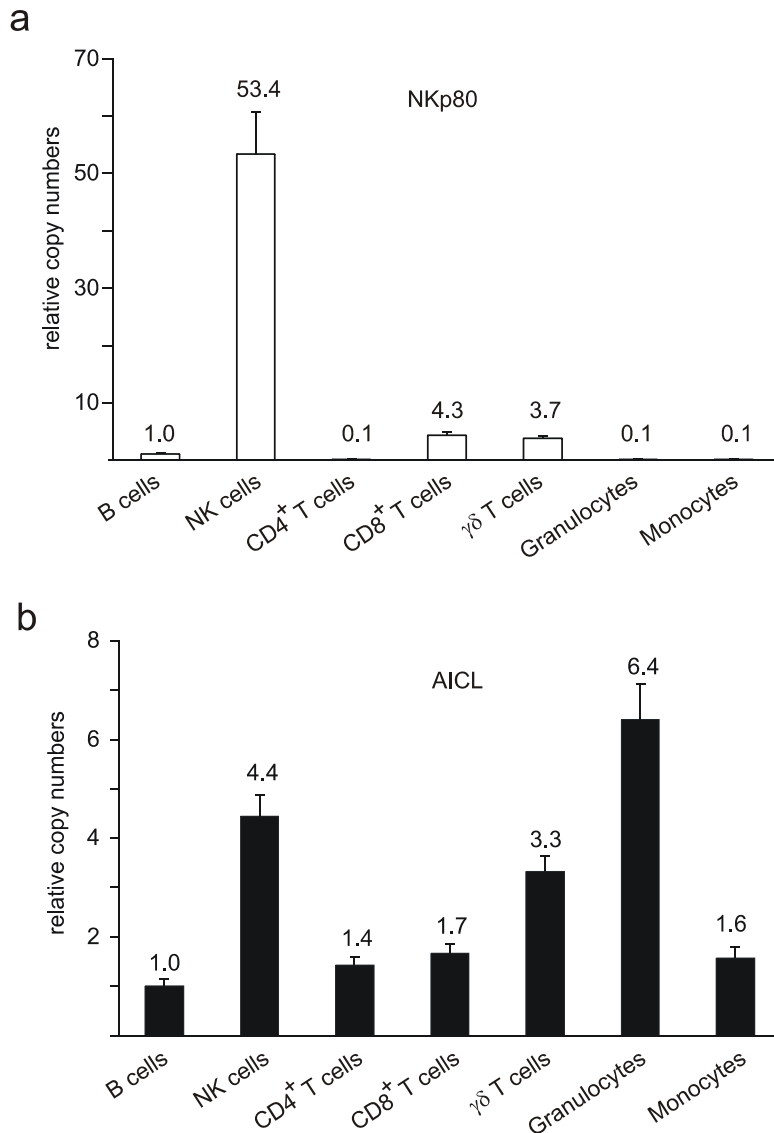 a
70
50
30
10
relative copy numbers
NKp80
1.0
53.4
0.1
4.3
3.7
0.1
0.1
B cells
NK cells
CD4+ T cells
CD8+ T cells
γδ T cells
Granulocytes
Monocytes
b
8
6
4
2
relative copy numbers
AICL
1.0
4.4
1.4
1.7
3.3
6.4
1.6
B cells
NK cells
CD4+ T cells
CD8+ T cells
γδ T cells
Granulocytes
Monocytes